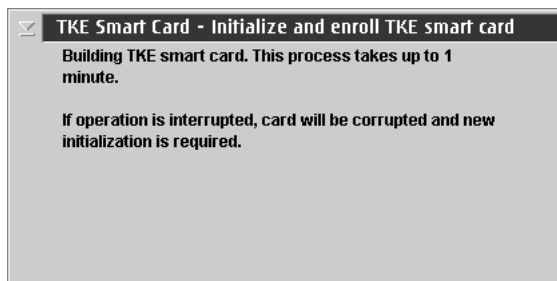 TKE Smart Card - Initialize and enroll TKE smart card
Building TKE smart card. This process takes up to 1
minute.
If operation is interrupted, card will be corrupted and new
initialization is required.